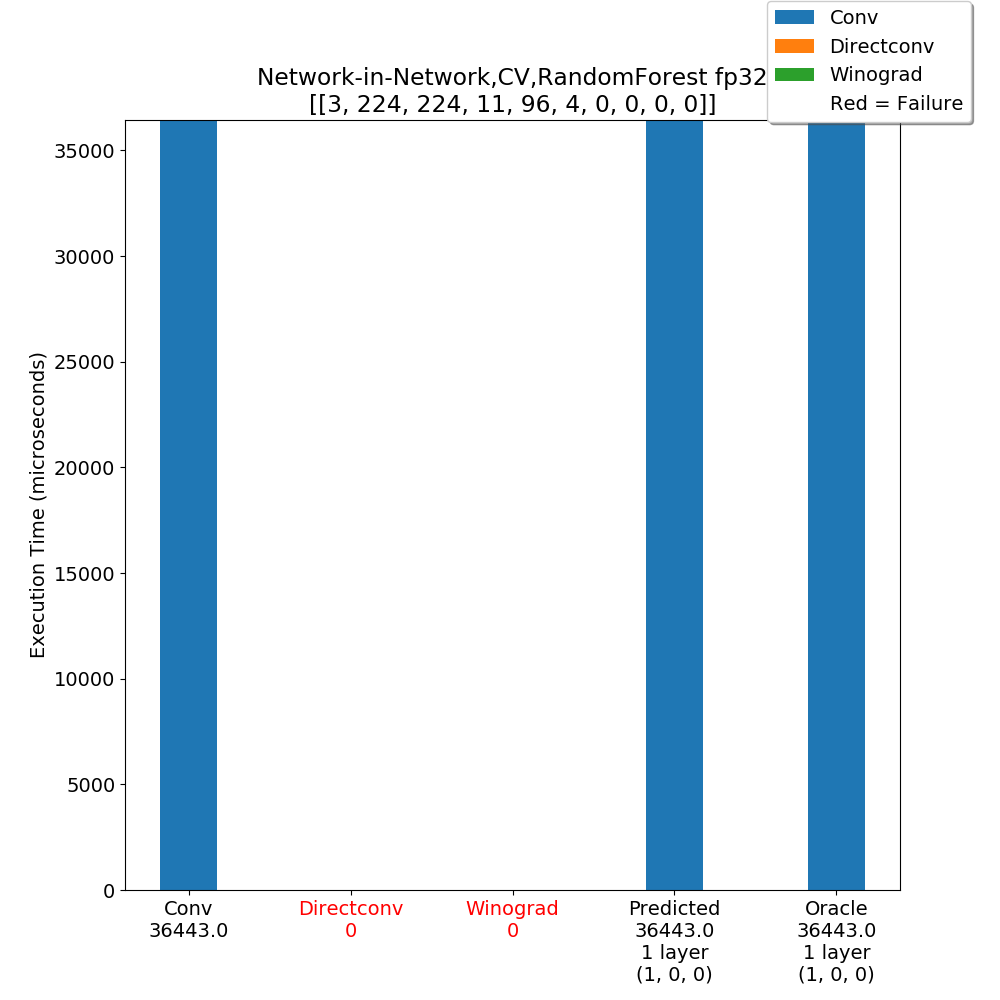 Conv
Directconv
Winograd
Red = Failure
Network-in-Network,CV,RandomForest fp32
[[3, 224, 224, 11, 96, 4, 0, 0, 0, 0]]
Execution Time (microseconds)
35000
30000
25000
20000
15000
10000
5000
0
Conv
36443.0
Directconv
0
Winograd
0
Predicted
36443.0
1 layer
(1, 0, 0)
Oracle
36443.0
1 layer
(1, 0, 0)